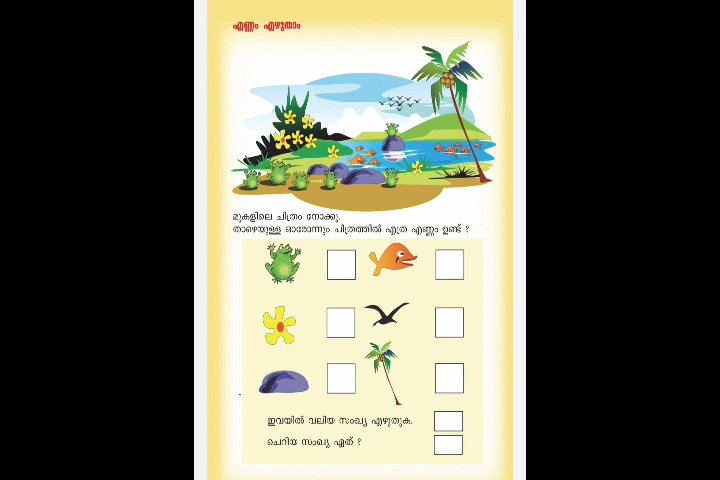 എണ്ണം എഴുതാം
മുകളിലെ ചിത്രം നോക്കൂ.
താഴെയുള്ള ഓരോന്നും ചിത്രത്തിൽ എത്ര എണ്ണം ഉണ്ട് ?
ഇവയിൽ വലിയ സംഖ്യ എഴുതുക.
ചെറിയ സംഖ്യ ഏത് ?